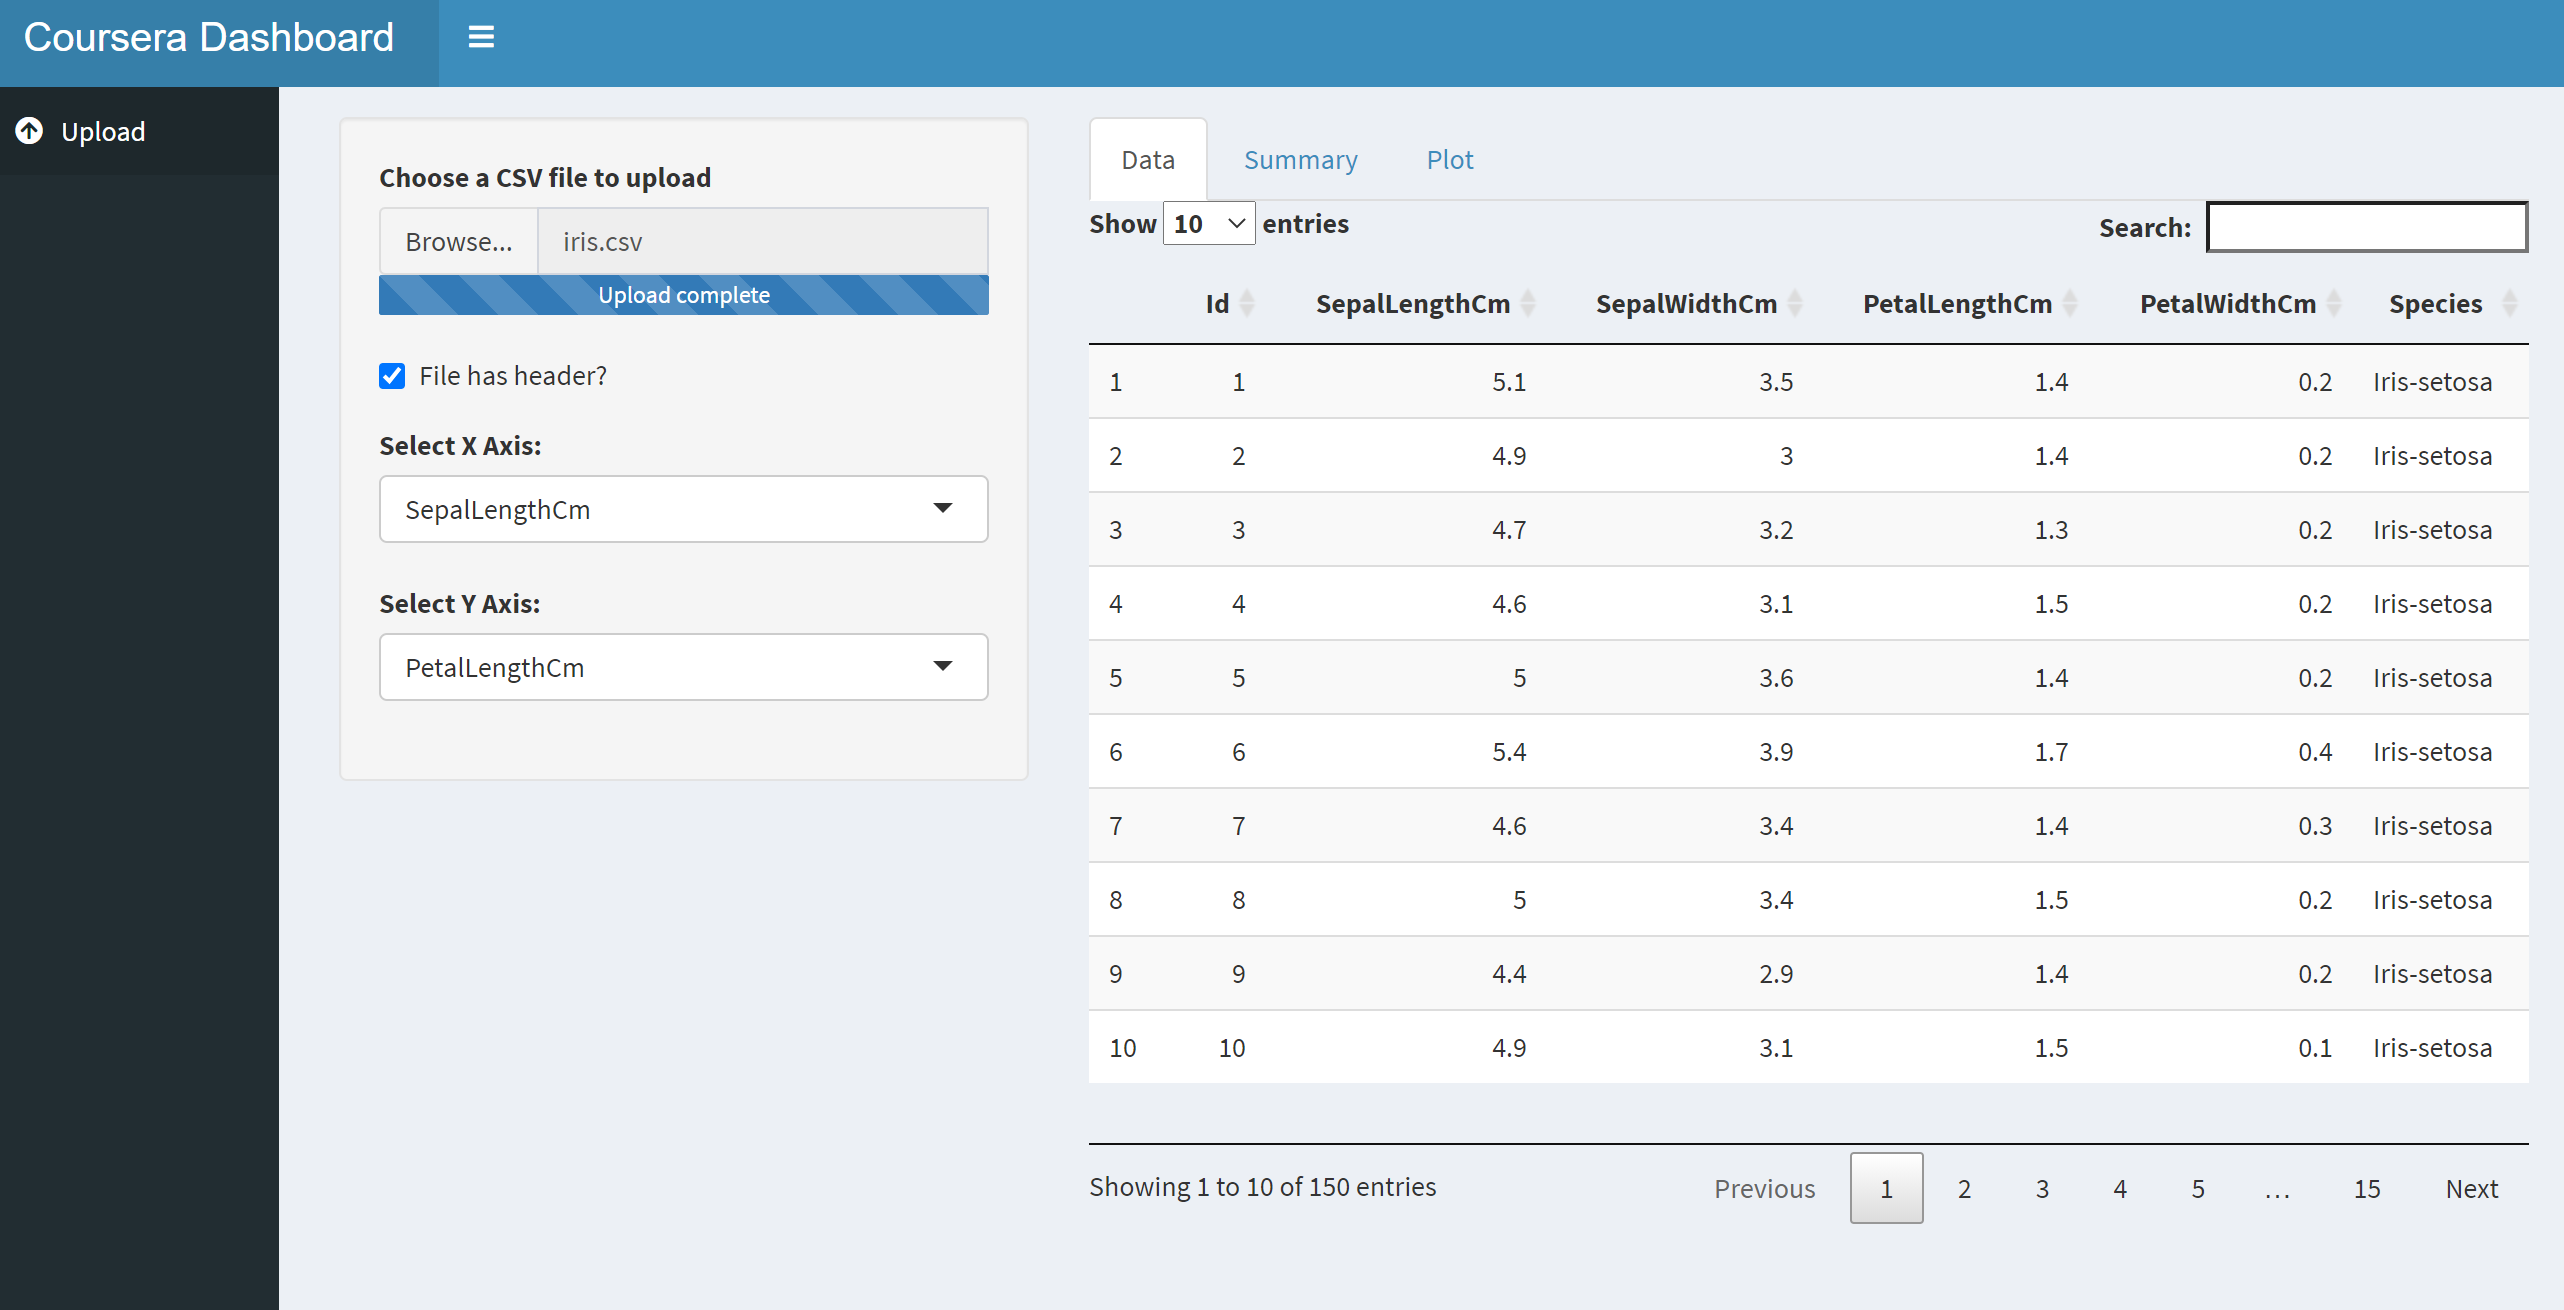 Coursera Dashboard
Upload
Choose a CSV file to upload
Browse... iris.csv
Upload complete
File has header?
Select X Axis:
SepalLengthCm
Select Y Axis:
PetalLengthCm
Data Summary Plot
Show 10 entries Search:
Id SepalLengthCm SepalWidthCm PetalLengthCm PetalWidthCm Species
1 1 5.1 3.5 1.4 0.2 Iris-setosa
2 2 4.9 3 1.4 0.2 Iris-setosa
3 3 4.7 3.2 1.3 0.2 Iris-setosa
4 4 4.6 3.1 1.5 0.2 Iris-setosa
5 5 5 3.6 1.4 0.2 Iris-setosa
6 6 5.4 3.9 1.7 0.4 Iris-setosa
7 7 4.6 3.4 1.4 0.3 Iris-setosa
8 8 5 3.4 1.5 0.2 Iris-setosa
9 9 4.4 2.9 1.4 0.2 Iris-setosa
10 10 4.9 3.1 1.5 0.1 Iris-setosa
Showing 1 to 10 of 150 entries Previous 1 2 3 4 5 … 15 Next